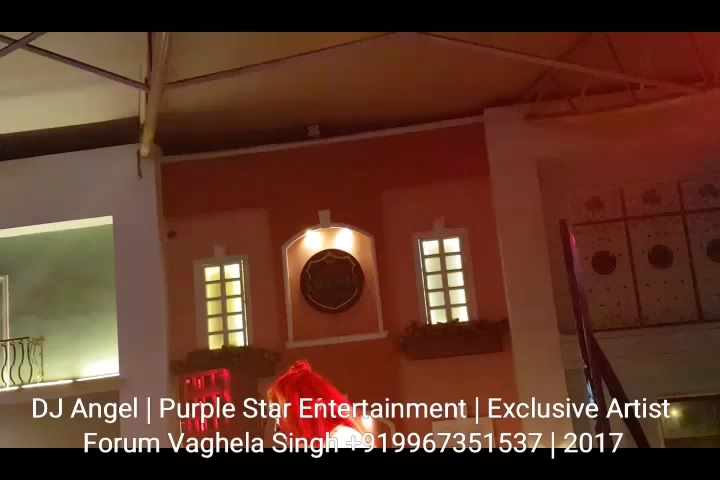 DJ Angel | Purple Star Entertainment | Exclusive Artist
Forum Vaghela Singh +919967351537 | 2017